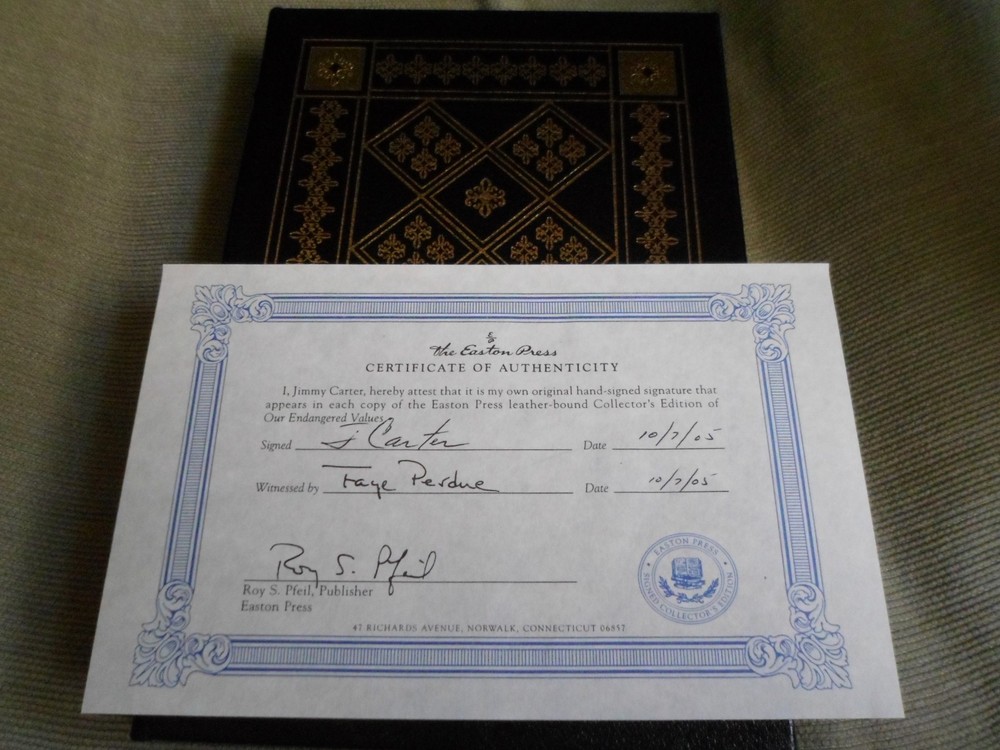 The Easton Press
CERTIFICATE OF AUTHENTICITY
I, Jimmy Carter, hereby attest that it is my own original hand-signed signature that
appears in each copy of the Easton Press leather-bound Collector's Edition of
Our Endangered Values.
Signed J Carter Date 10/7/05
Witnessed by Faye Perdue Date 10/7/05
Roy S. Pfeil
Roy S. Pfeil, Publisher
Easton Press
EASTON PRESS
SIGNED COLLECTOR'S EDITION
47 RICHARDS AVENUE, NORWALK, CONNECTICUT 06857